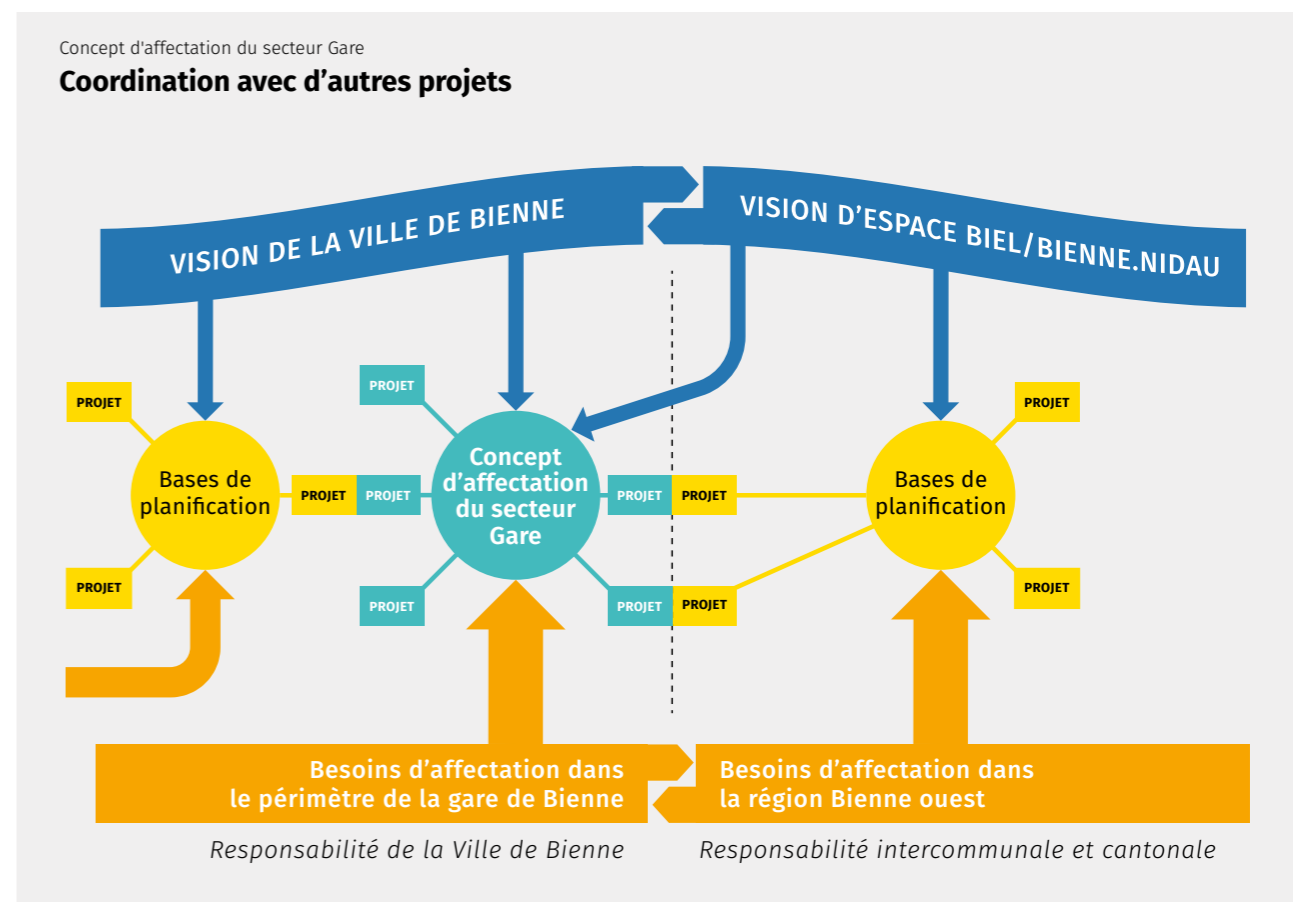 Concept d'affectation du secteur Gare
Coordination avec d’autres projets
VISION DE LA VILLE DE BIENNE
VISION D’ESPACE BIEL/BIENNE.NIDAU
PROJET
PROJET
PROJET
Bases de
planification
PROJET
PROJET
Concept
d’affectation
du secteur
Gare
PROJET
PROJET
Bases de
planification
PROJET
PROJET
PROJET
PROJET
PROJET
Besoins d’affectation dans
le périmètre de la gare de Bienne
Besoins d’affectation dans
la région Bienne ouest
Responsabilité de la Ville de Bienne
Responsabilité intercommunale et cantonale